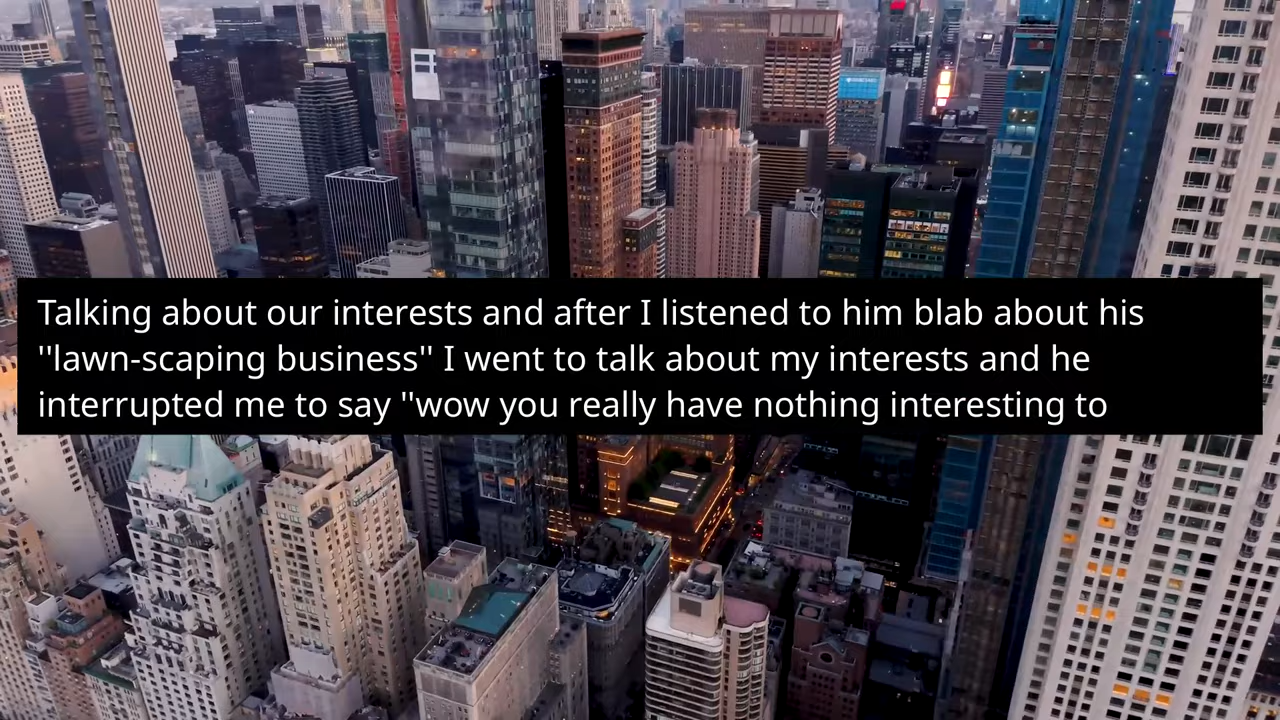 Talking about our interests and after I listened to him blab about his
"lawn-scaping business" I went to talk about my interests and he
interrupted me to say "wow you really have nothing interesting to